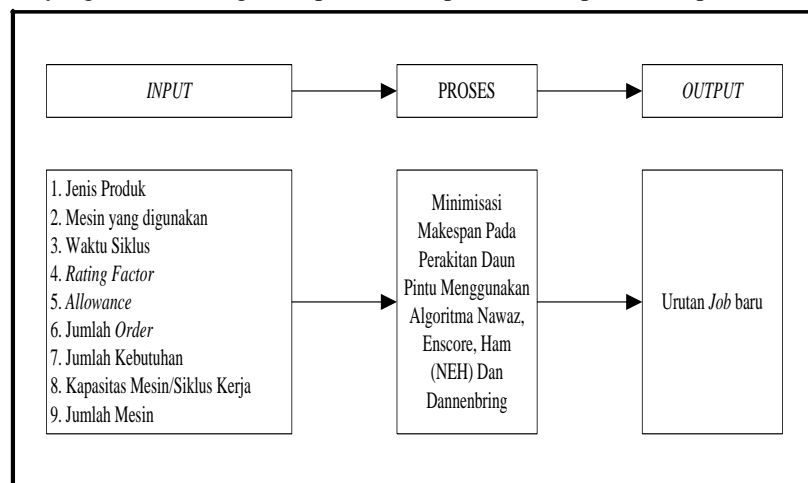 INPUT
PROSES
OUTPUT
1. Jenis Produk
2. Mesin yang digunakan
3. Waktu Siklus
4. Rating Factor
5. Allowance
6. Jumlah Order
7. Jumlah Kebutuhan
8. Kapasitas Mesin/Siklus Kerja
9. Jumlah Mesin
Minimisasi
Makespan Pada
Perakitan Daun
Pintu Menggunakan
Algoritma Nawaz,
Enscore, Ham
(NEH) Dan
Dannenbring
Urutan Job baru